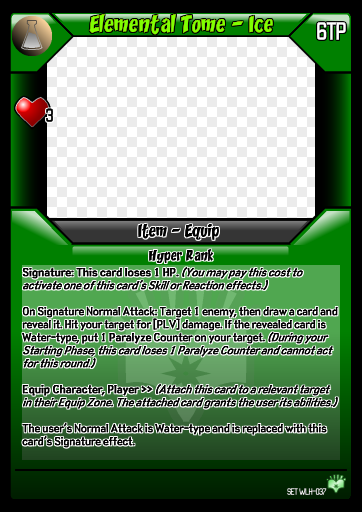 Elemental Tome - Ice
6TP
3
Item - Equip
Hyper Rank
Signature: This card loses 1 HP. (You may pay this cost to
activate one of this card's Skill or Reaction effects.)
On Signature Normal Attack: Target 1 enemy, then draw a card and
reveal it. Hit your target for [PLV] damage. If the revealed card is
Water-type, put 1 Paralyze Counter on your target. (During your
Starting Phase, this card loses 1 Paralyze Counter and cannot act
for this round.)
Equip Character, Player >> (Attach this card to a relevant target
in their Equip Zone. The attached card grants the user its abilities.)
The user's Normal Attack is Water-type and is replaced with this
card's Signature effect.
SET WLH-037